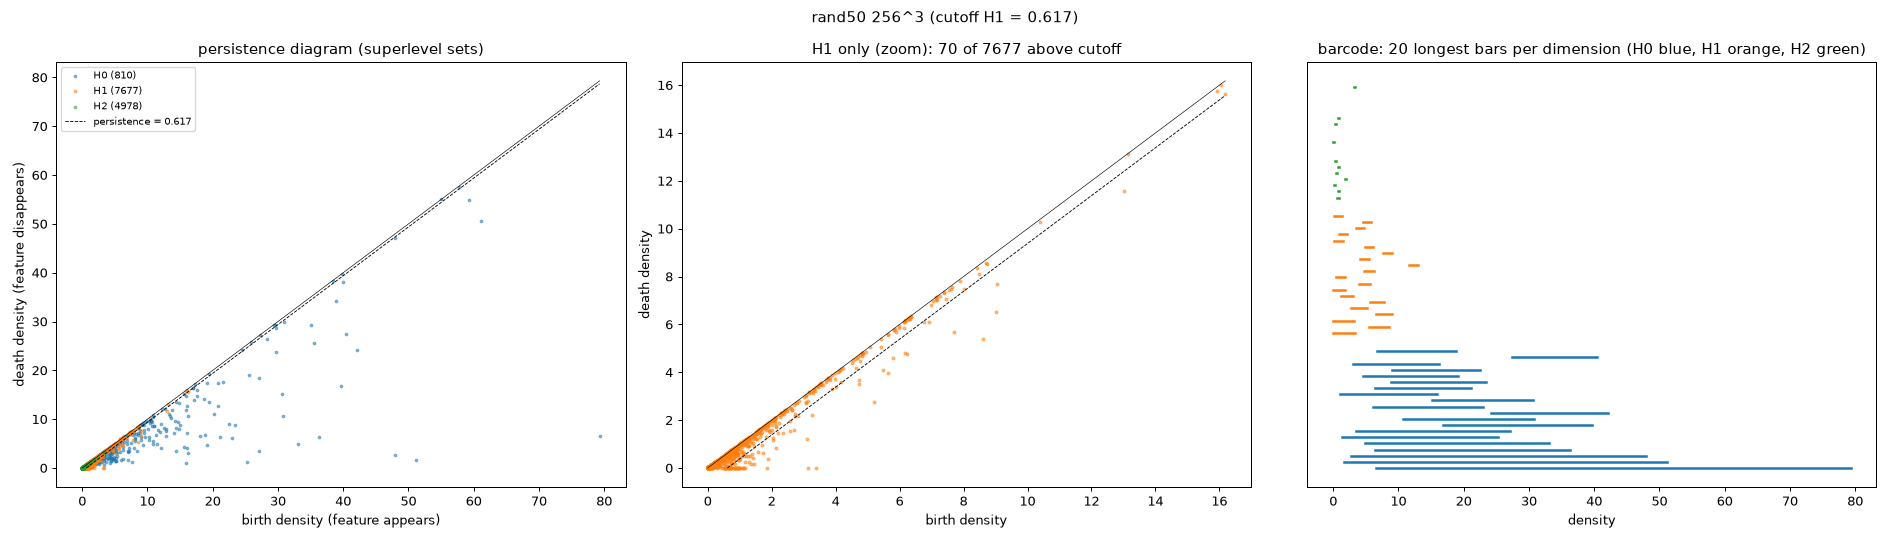 rand50 256^3 (cutoff H1 = 0.617)
persistence diagram (superlevel sets)
death density (feature disappears)
80
70
60
50
40
30
20
10
0
H0 (810)
H1 (7677)
H2 (4978)
persistence = 0.617
0 10 20 30 40 50 60 70 80
birth density (feature appears)
H1 only (zoom): 70 of 7677 above cutoff
death density
16
14
12
10
8
6
4
2
0
0 2 4 6 8 10 12 14 16
birth density
barcode: 20 longest bars per dimension (H0 blue, H1 orange, H2 green)
0 10 20 30 40 50 60 70 80
density